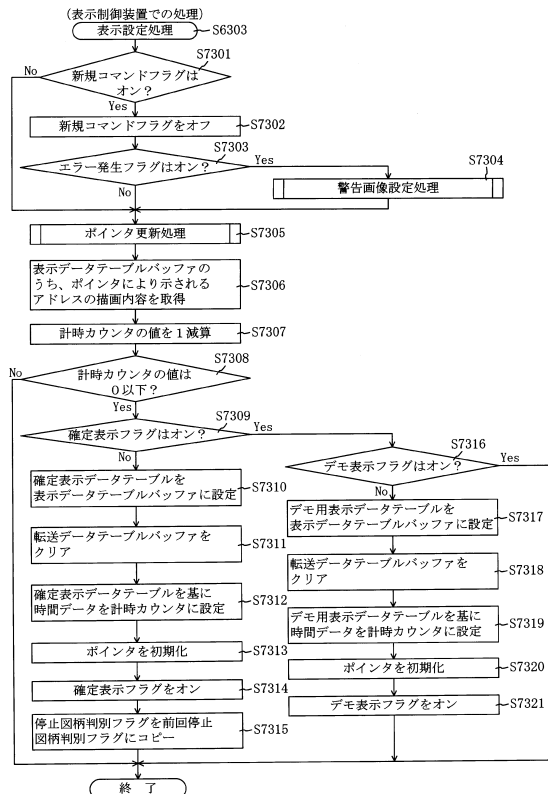 (表示制御装置での処理)
表示設定処理
S6303
S7301
新規コマンドフラグは
オン？
No
Yes
新規コマンドフラグをオフ
S7302
S7303
エラー発生フラグはオン？
Yes
No
S7304
警告画像設定処理
ポインタ更新処理
S7305
表示データテーブルバッファの
うち、ポインタにより示される
アドレスの描画内容を取得
S7306
計時カウンタの値を１減算
S7307
S7308
計時カウンタの値は
０以下？
No
Yes
S7309
確定表示フラグはオン？
Yes
No
確定表示データテーブルを
表示データテーブルバッファに設定
S7310
転送データテーブルバッファを
クリア
S7311
確定表示データテーブルを基に
時間データを計時カウンタに設定
S7312
ポインタを初期化
S7313
確定表示フラグをオン
S7314
停止図柄判別フラグを前回停止
図柄判別フラグにコピー
S7315
S7316
デモ表示フラグはオン？
Yes
No
デモ用表示データテーブルを
表示データテーブルバッファに設定
S7317
転送データテーブルバッファを
クリア
S7318
デモ用表示データテーブルを基に
時間データを計時カウンタに設定
S7319
ポインタを初期化
S7320
デモ表示フラグをオン
S7321
終了